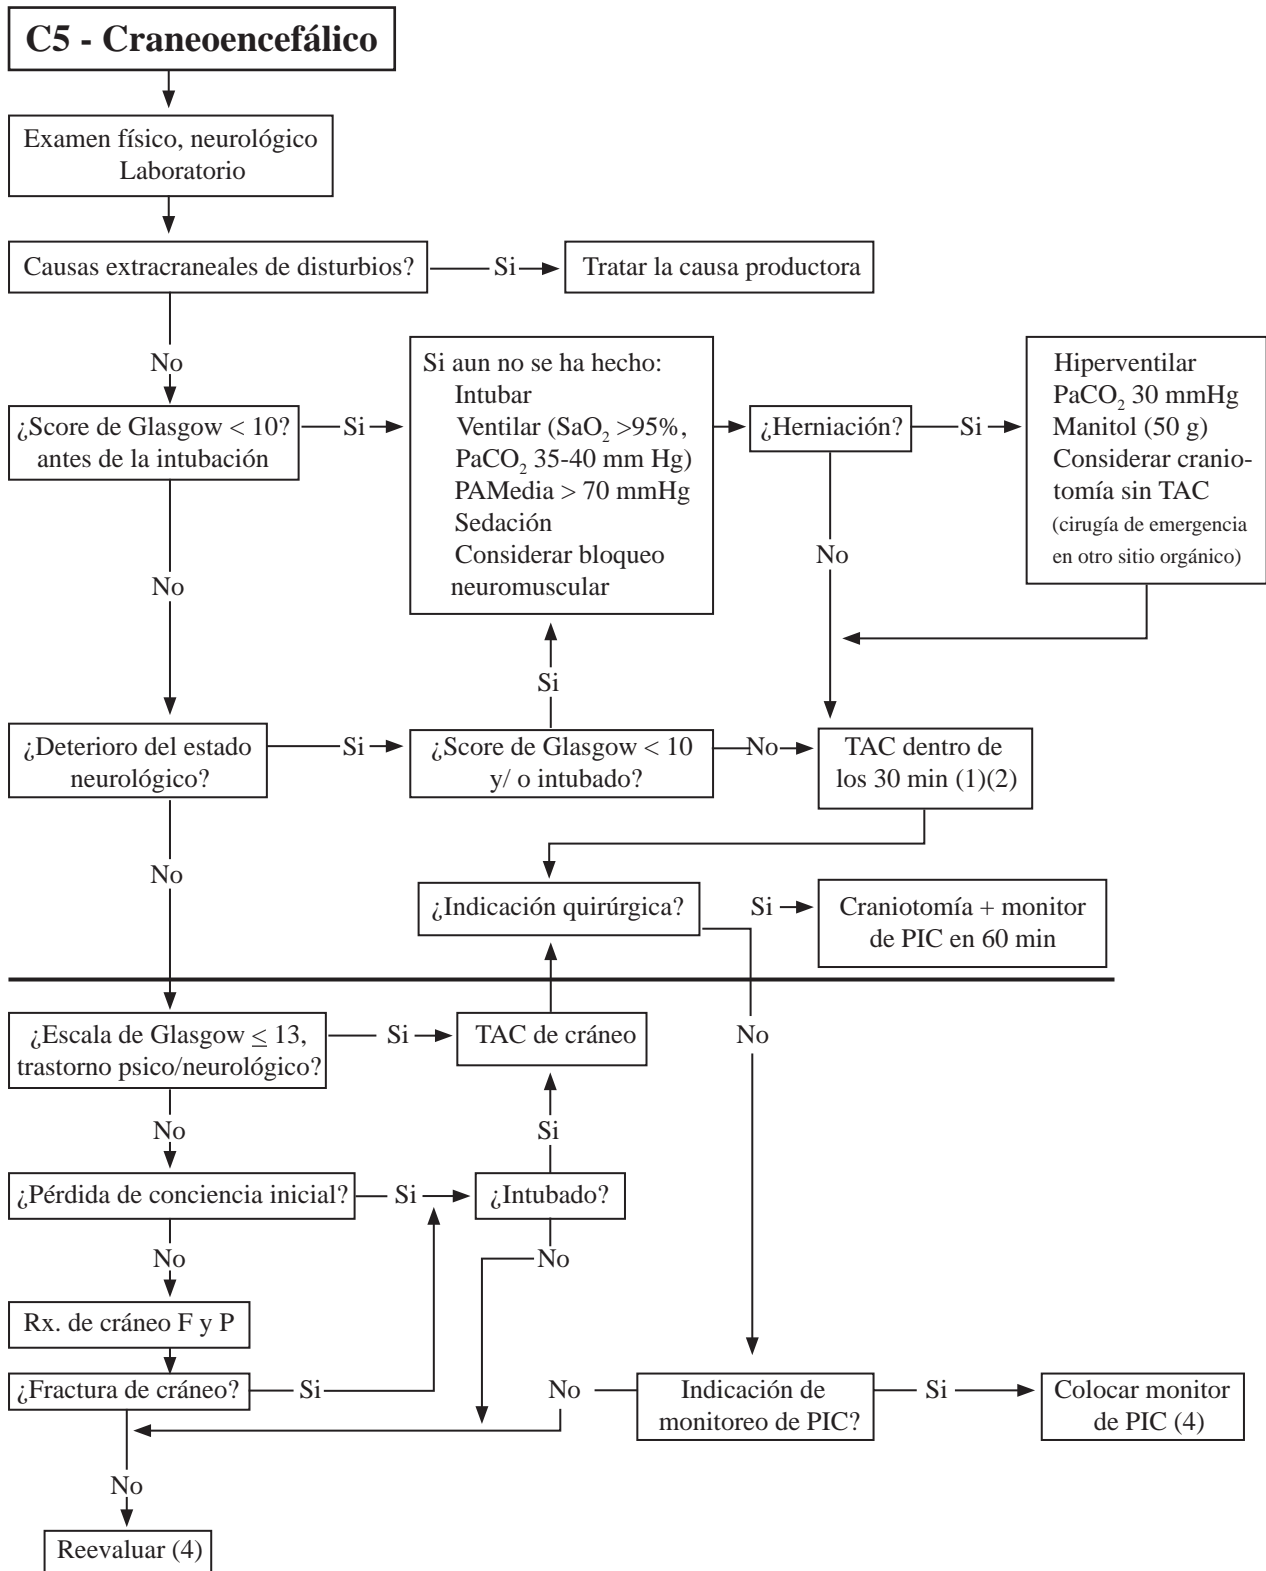 C5 - Craneoencefálico
Examen físico, neurológico
Laboratorio
Causas extracraneales de disturbios?
Si
Tratar la causa productora
No
¿Score de Glasgow < 10?
antes de la intubación
Si
Si aun no se ha hecho:
Intubar
Ventilar (SaO₂ >95%,
PaCO₂ 35-40 mm Hg)
PAMedia > 70 mmHg
Sedación
Considerar bloqueo
neuromuscular
¿Herniación?
Si
Hiperventilar
PaCO₂ 30 mmHg
Manitol (50 g)
Considerar cranio-
tomía sin TAC
(cirugía de emergencia
en otro sitio orgánico)
No
No
Si
¿Deterioro del estado
neurológico?
Si
¿Score de Glasgow < 10
y/ o intubado?
No
TAC dentro de
los 30 min (1)(2)
No
¿Indicación quirúrgica?
Si
Craniotomía + monitor
de PIC en 60 min
¿Escala de Glasgow ≤ 13,
trastorno psico/neurológico?
Si
TAC de cráneo
No
No
Si
¿Pérdida de conciencia inicial?
Si
¿Intubado?
No
No
Rx. de cráneo F y P
¿Fractura de cráneo?
Si
No
Indicación de
monitoreo de PIC?
Si
Colocar monitor
de PIC (4)
No
Reevaluar (4)